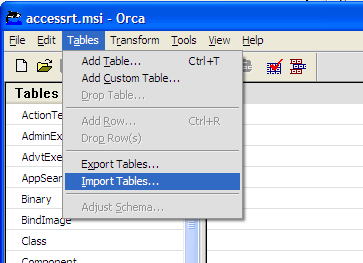 accessrt.msi - Orca
File Edit Tables Transform Tools View Help
Add Table... Ctrl+T
Add Custom Table...
Drop Table...
Add Row... Ctrl+R
Drop Row(s)
Export Tables...
Import Tables...
Adjust Schema...
Tables
ActionTe
AdminExe
AdvtExe
AppSear
Binary
BindImage
Class
Component